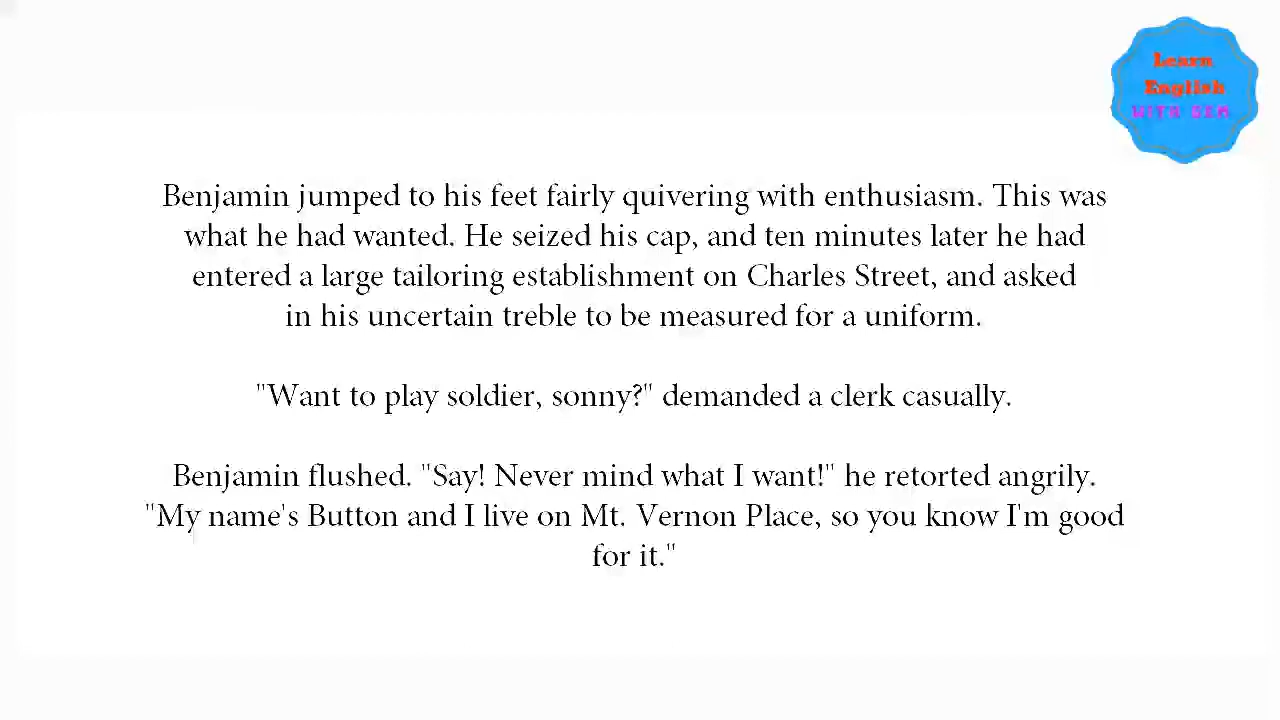 Learn
English
WITH SEM
Benjamin jumped to his feet fairly quivering with enthusiasm. This was
what he had wanted. He seized his cap, and ten minutes later he had
entered a large tailoring establishment on Charles Street, and asked
in his uncertain treble to be measured for a uniform.
"Want to play soldier, sonny?" demanded a clerk casually.
Benjamin flushed. "Say! Never mind what I want!" he retorted angrily.
"My name's Button and I live on Mt. Vernon Place, so you know I'm good
for it."